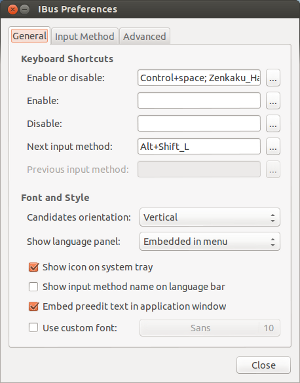 IBus Preferences
General Input Method Advanced
Keyboard Shortcuts
Enable or disable: Control+space; Zenkaku_Ha ...
Enable: ...
Disable: ...
Next input method: Alt+Shift_L ...
Previous input method: ...
Font and Style
Candidates orientation: Vertical
Show language panel: Embedded in menu
Show icon on system tray
Show input method name on language bar
Embed preedit text in application window
Use custom font: Sans 10
Close